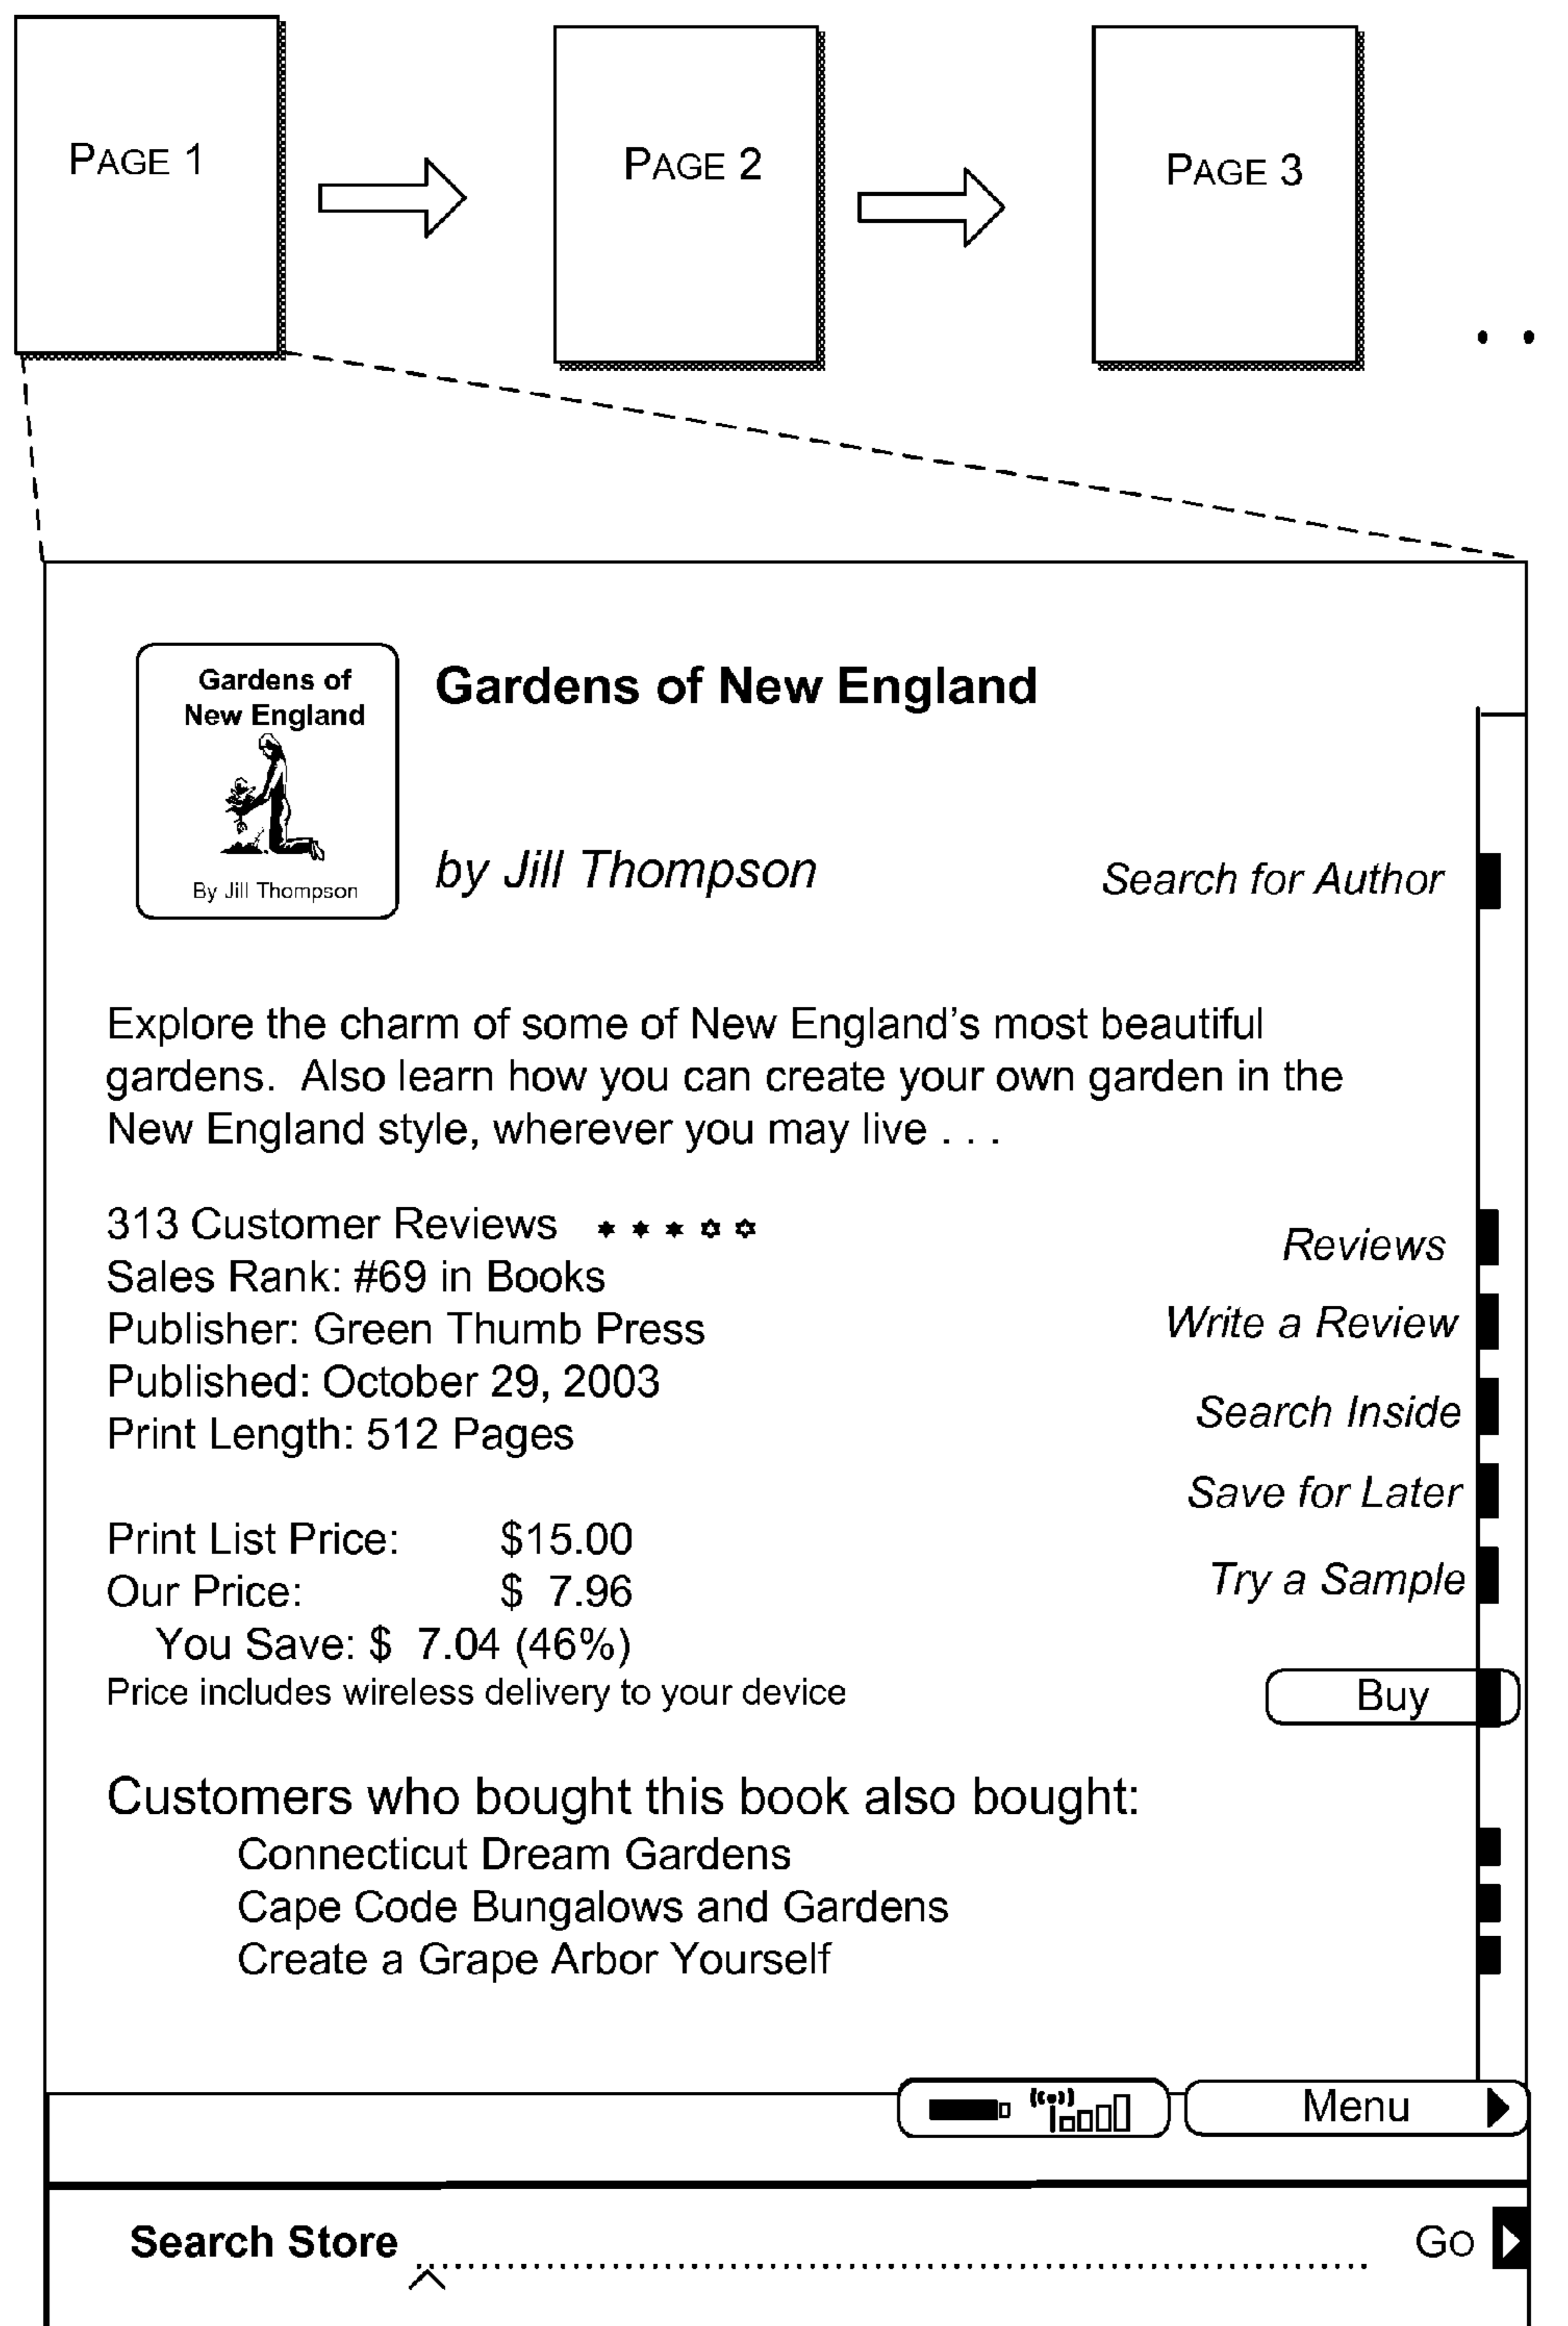 PAGE 1
PAGE 2
PAGE 3
. .
Gardens of
New England
By Jill Thompson
Gardens of New England
by Jill Thompson
Search for Author
Explore the charm of some of New England’s most beautiful
gardens. Also learn how you can create your own garden in the
New England style, wherever you may live . . .
313 Customer Reviews ★ ★ ★ ☆ ☆
Reviews
Sales Rank: #69 in Books
Publisher: Green Thumb Press
Write a Review
Published: October 29, 2003
Print Length: 512 Pages
Search Inside
Save for Later
Print List Price: $15.00
Our Price: $ 7.96
Try a Sample
You Save: $ 7.04 (46%)
Price includes wireless delivery to your device
Buy
Customers who bought this book also bought:
Connecticut Dream Gardens
Cape Code Bungalows and Gardens
Create a Grape Arbor Yourself
Menu
Search Store
Go